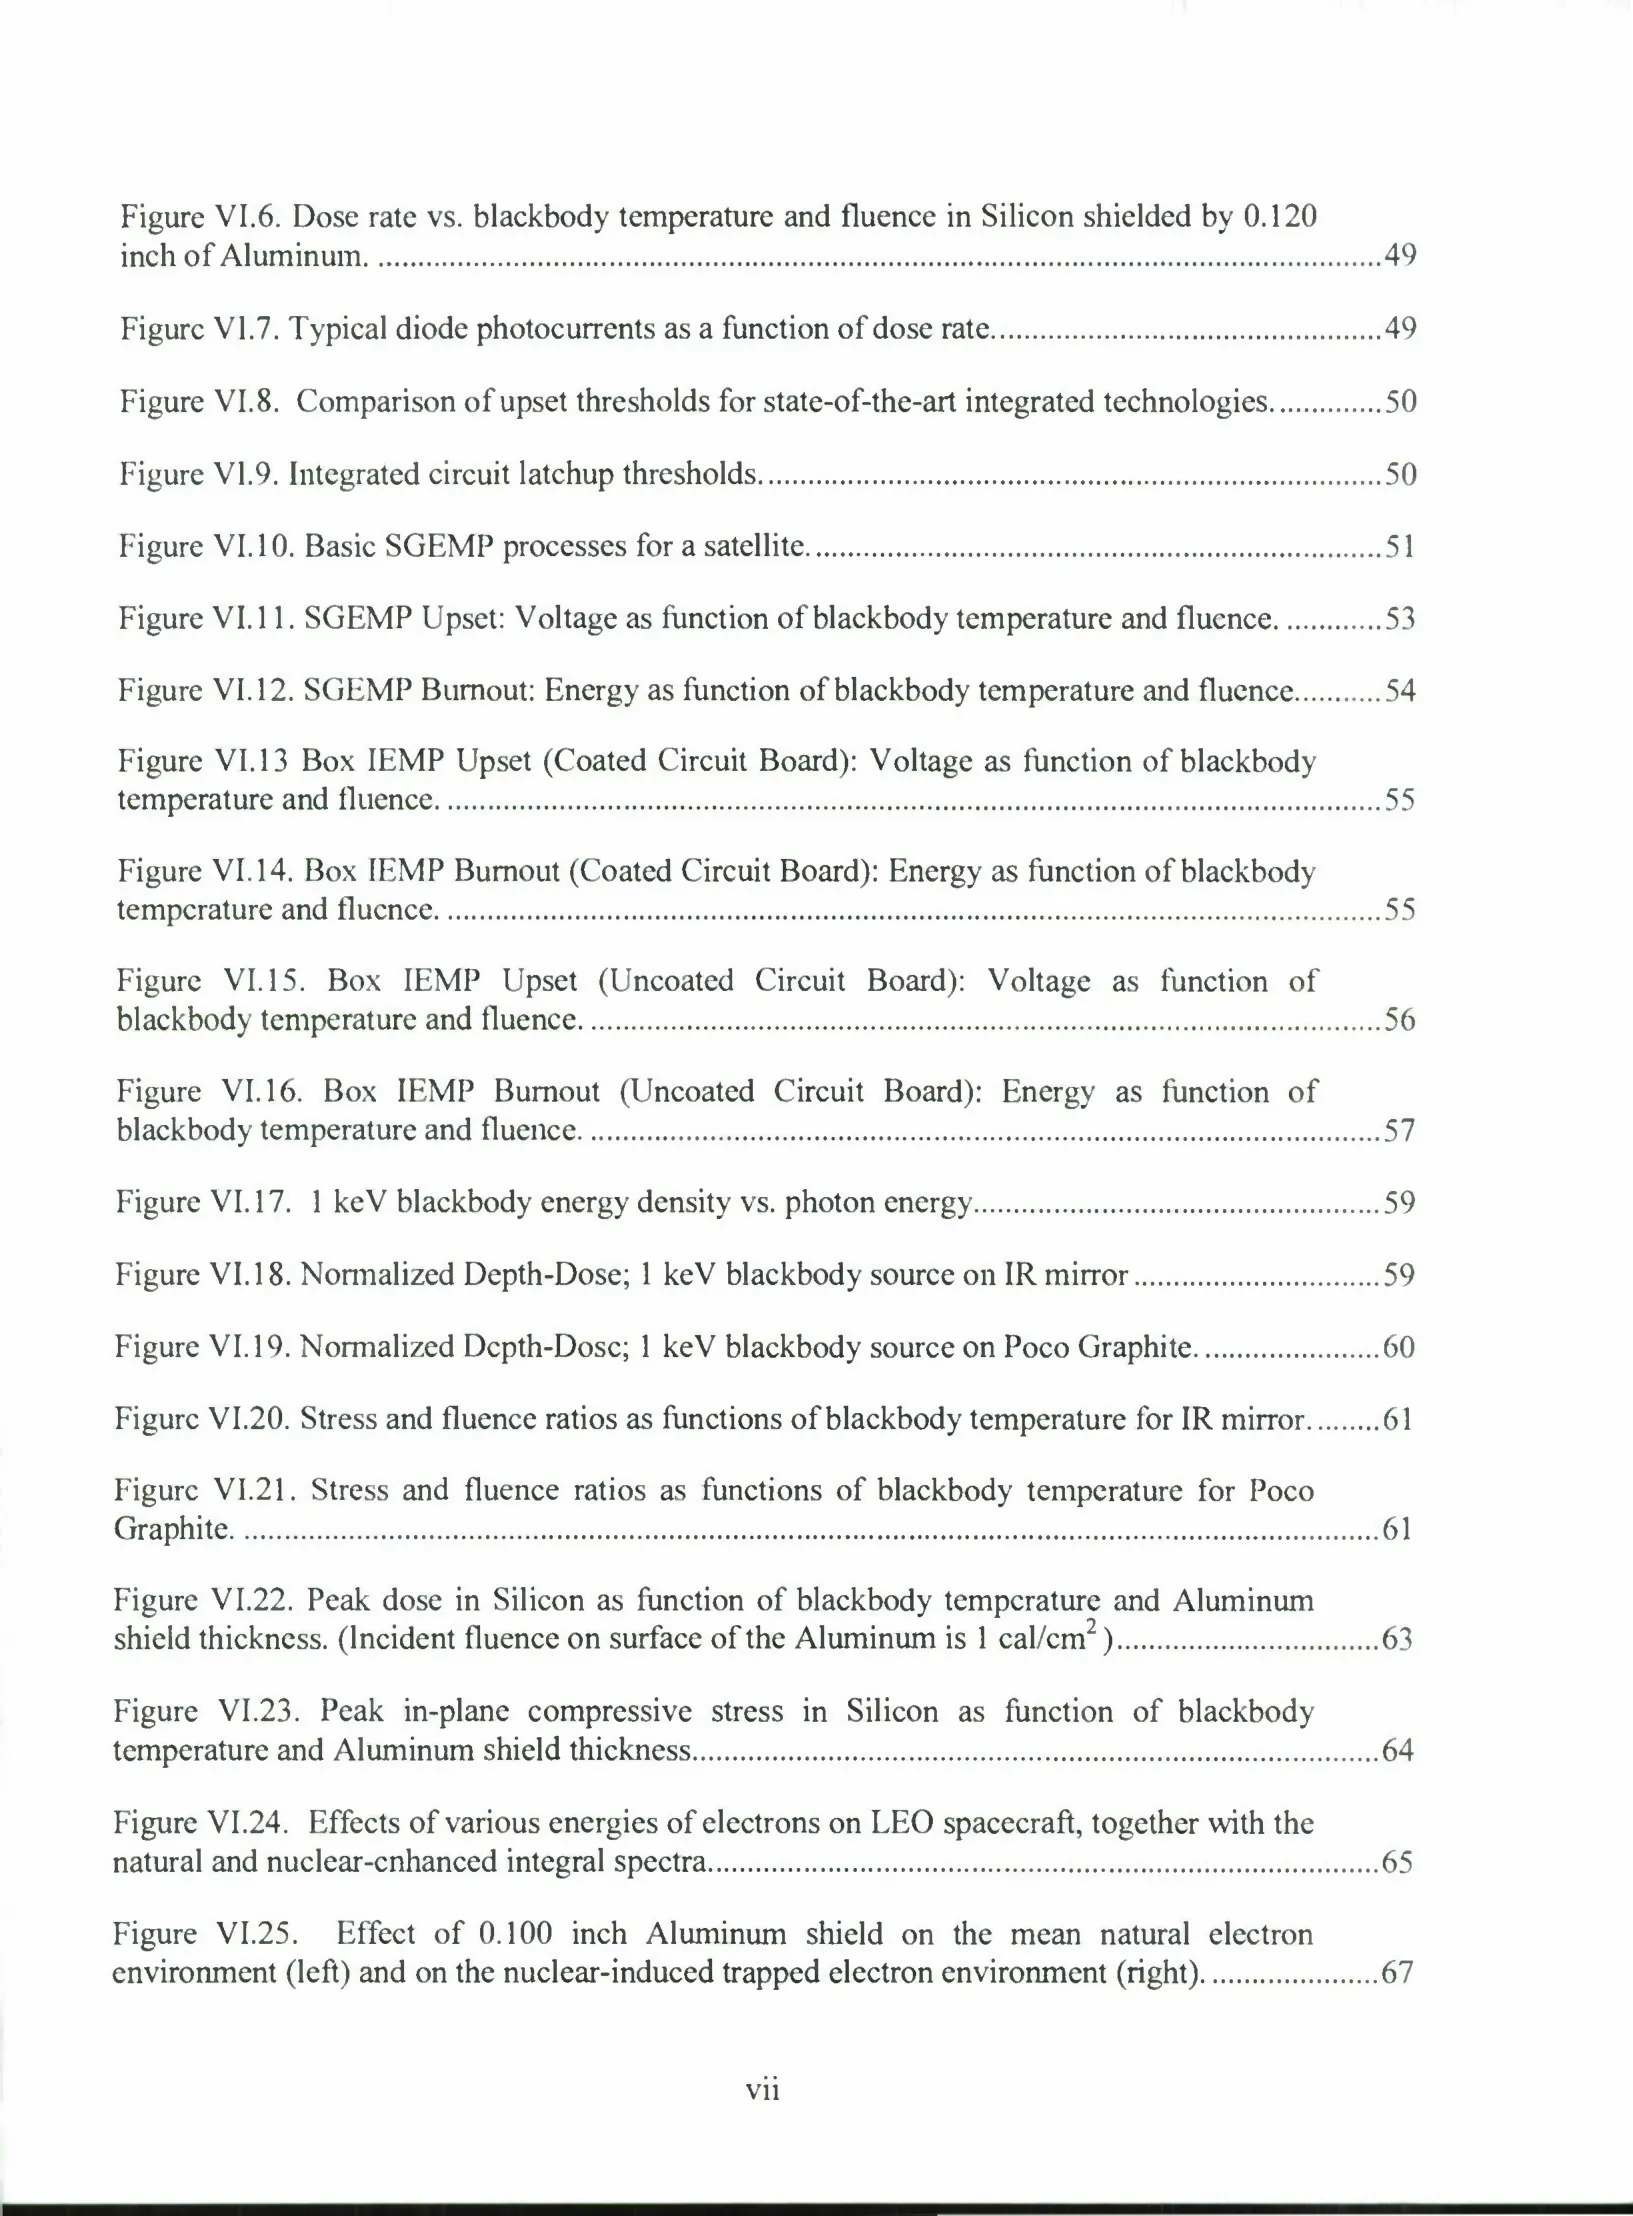 Figure VI.6. Dose rate vs. blackbody temperature and fluence in Silicon shielded by 0.120
inch of Aluminum. ........................................................................................................49
Figure VI.7. Typical diode photocurrents as a function of dose rate........................................49
Figure VI.8. Comparison of upset thresholds for state-of-the-art integrated technologies..............50
Figure VI.9. Integrated circuit latchup thresholds................................................................50
Figure VI.10. Basic SGEMP processes for a satellite............................................................51
Figure VI.11. SGEMP Upset: Voltage as function of blackbody temperature and fluence. .............53
Figure VI.12. SGEMP Burnout: Energy as function of blackbody temperature and fluence...........54
Figure VI.13 Box IEMP Upset (Coated Circuit Board): Voltage as function of blackbody
temperature and fluence. ................................................................................................55
Figure VI.14. Box IEMP Burnout (Coated Circuit Board): Energy as function of blackbody
temperature and fluence. ................................................................................................55
Figure VI.15. Box IEMP Upset (Uncoated Circuit Board): Voltage as function of
blackbody temperature and fluence. ..................................................................................56
Figure VI.16. Box IEMP Burnout (Uncoated Circuit Board): Energy as function of
blackbody temperature and fluence. ..................................................................................57
Figure VI.17. 1 keV blackbody energy density vs. photon energy..........................................59
Figure VI.18. Normalized Depth-Dose; 1 keV blackbody source on IR mirror .........................59
Figure VI.19. Normalized Depth-Dose; 1 keV blackbody source on Poco Graphite. ...................60
Figure VI.20. Stress and fluence ratios as functions of blackbody temperature for IR mirror. .........61
Figure VI.21. Stress and fluence ratios as functions of blackbody temperature for Poco
Graphite. .....................................................................................................................61
Figure VI.22. Peak dose in Silicon as function of blackbody temperature and Aluminum
shield thickness. (Incident fluence on surface of the Aluminum is 1 cal/cm² )...........................63
Figure VI.23. Peak in-plane compressive stress in Silicon as function of blackbody
temperature and Aluminum shield thickness.......................................................................64
Figure VI.24. Effects of various energies of electrons on LEO spacecraft, together with the
natural and nuclear-enhanced integral spectra.....................................................................65
Figure VI.25. Effect of 0.100 inch Aluminum shield on the mean natural electron
environment (left) and on the nuclear-induced trapped electron environment (right). ..................67
vii